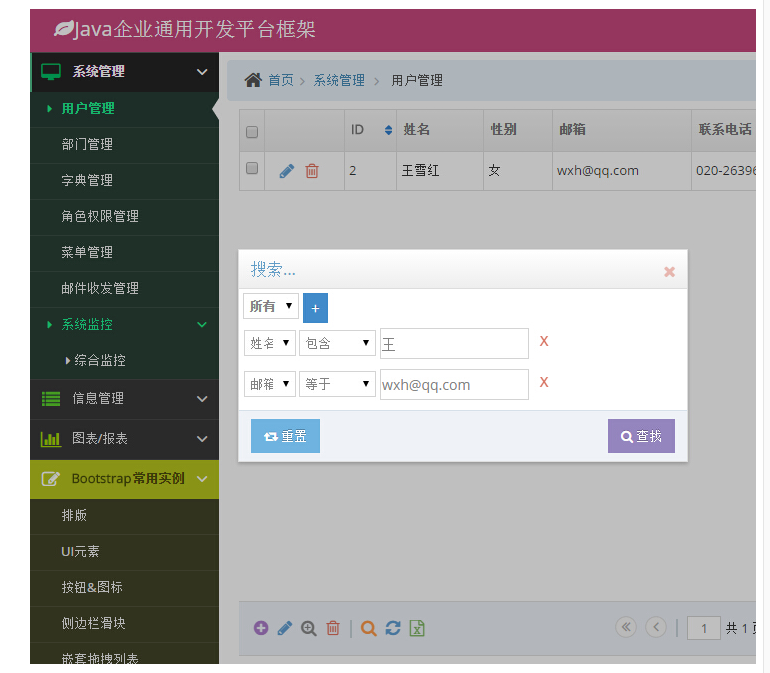 Java企业通用开发平台框架
系统管理
用户管理
部门管理
字典管理
角色权限管理
菜单管理
邮件收发管理
系统监控
综合监控
信息管理
图表/报表
Bootstrap常用实例
排版
UI元素
按钮&图标
侧边栏滑块
嵌套拖拽列表
首页 系统管理 用户管理
ID 姓名 性别 邮箱 联系电话
2 王雪红 女 wxh@qq.com 020-26396
搜索...
所有 +
姓名 包含 王 X
邮箱 等于 wxh@qq.com X
重置 查找
1 共 1 页